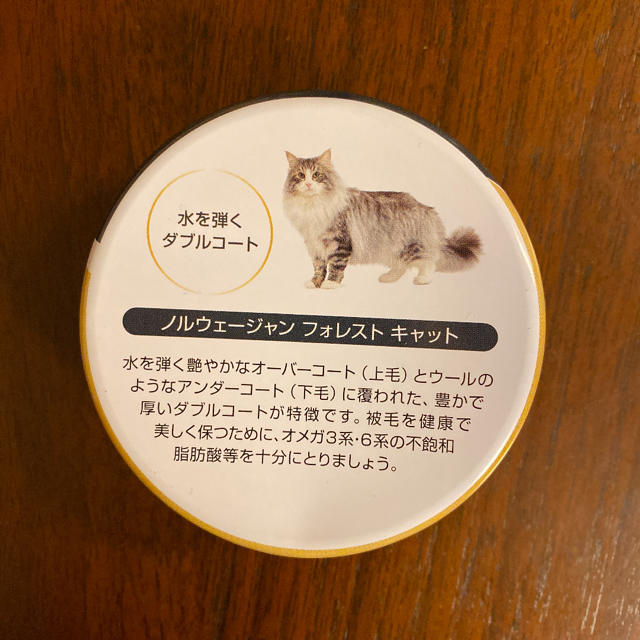 水を弾く
ダブルコート
ノルウェージャン フォレスト キャット
水を弾く艶やかなオーバーコート（上毛）とウールの
ようなアンダーコート（下毛）に覆われた、豊かで
厚いダブルコートが特徴です。被毛を健康で
美しく保つために、オメガ3系・6系の不飽和
脂肪酸等を十分にとりましょう。